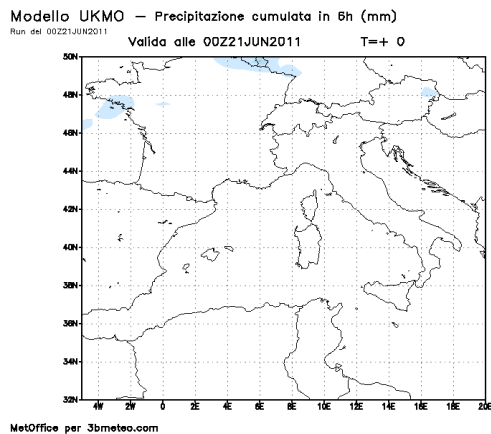 Modello UKMO – Precipitazione cumulata in 6h (mm)
Run del 00Z21JUN2011
Valida alle 00Z21JUN2011 T=+ 0
50N
48N
46N
44N
42N
40N
38N
36N
34N
32N
4W 2W 0 2E 4E 6E 8E 10E 12E 14E 16E 18E 20E
MetOffice per 3bmeteo.com